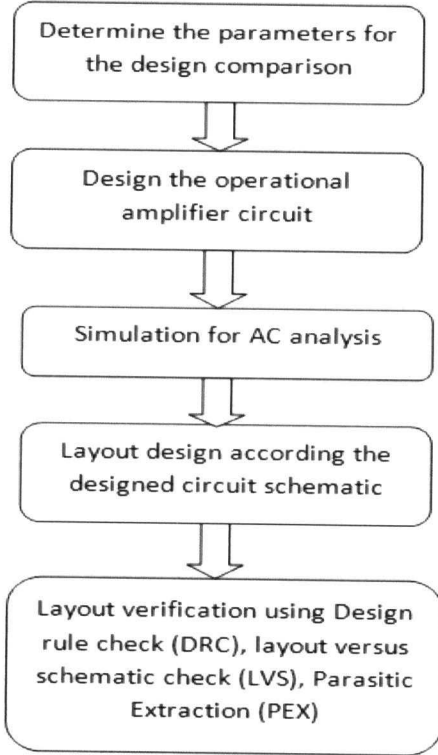 Determine the parameters for
the design comparison
Design the operational
amplifier circuit
Simulation for AC analysis
Layout design according the
designed circuit schematic
Layout verification using Design
rule check (DRC), layout versus
schematic check (LVS), Parasitic
Extraction (PEX)